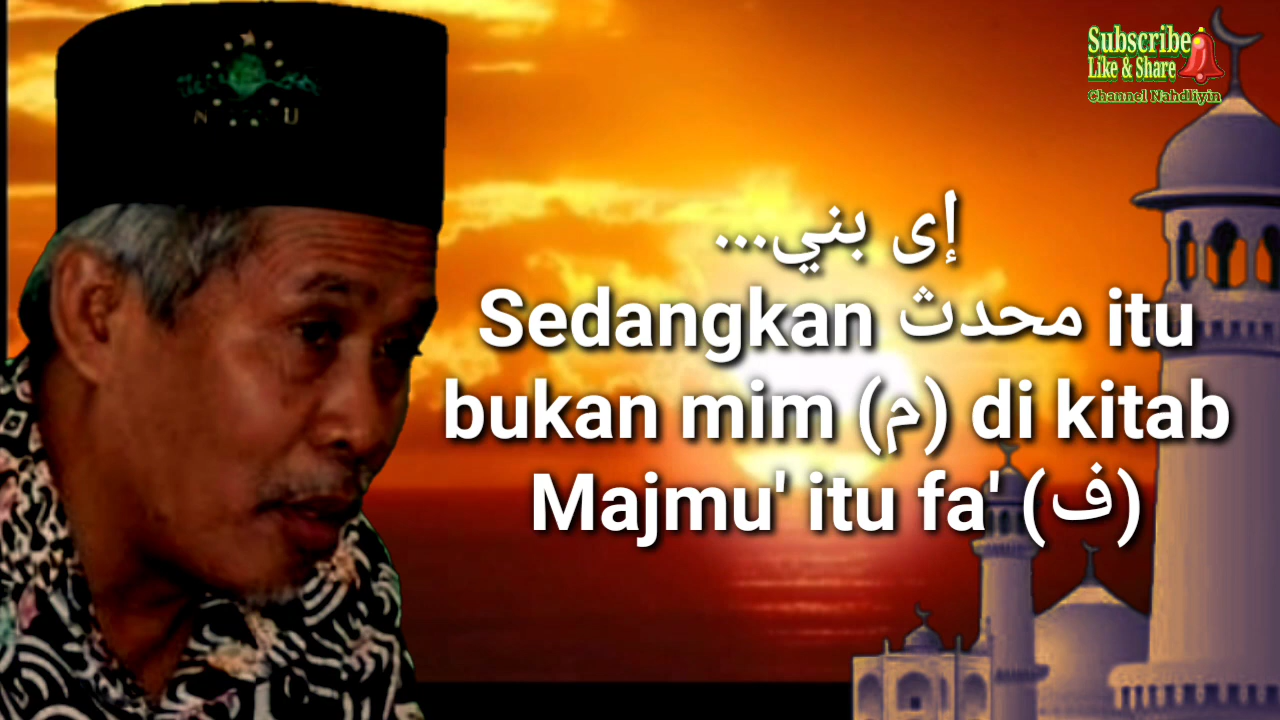 N U
Subscribe
Like & Share
Channel Nahdliyin
إى بني...
Sedangkan محدث itu
bukan mim (م) di kitab
Majmu' itu fa' (ف)